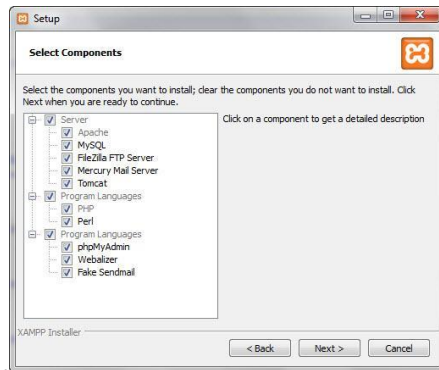 Setup
Select Components
Select the components you want to install; clear the components you do not want to install. Click
Next when you are ready to continue.
Server
Apache
MySQL
FileZilla FTP Server
Mercury Mail Server
Tomcat
Program Languages
PHP
Perl
Program Languages
phpMyAdmin
Webalizer
Fake Sendmail
Click on a component to get a detailed description
XAMPP Installer
< Back
Next >
Cancel